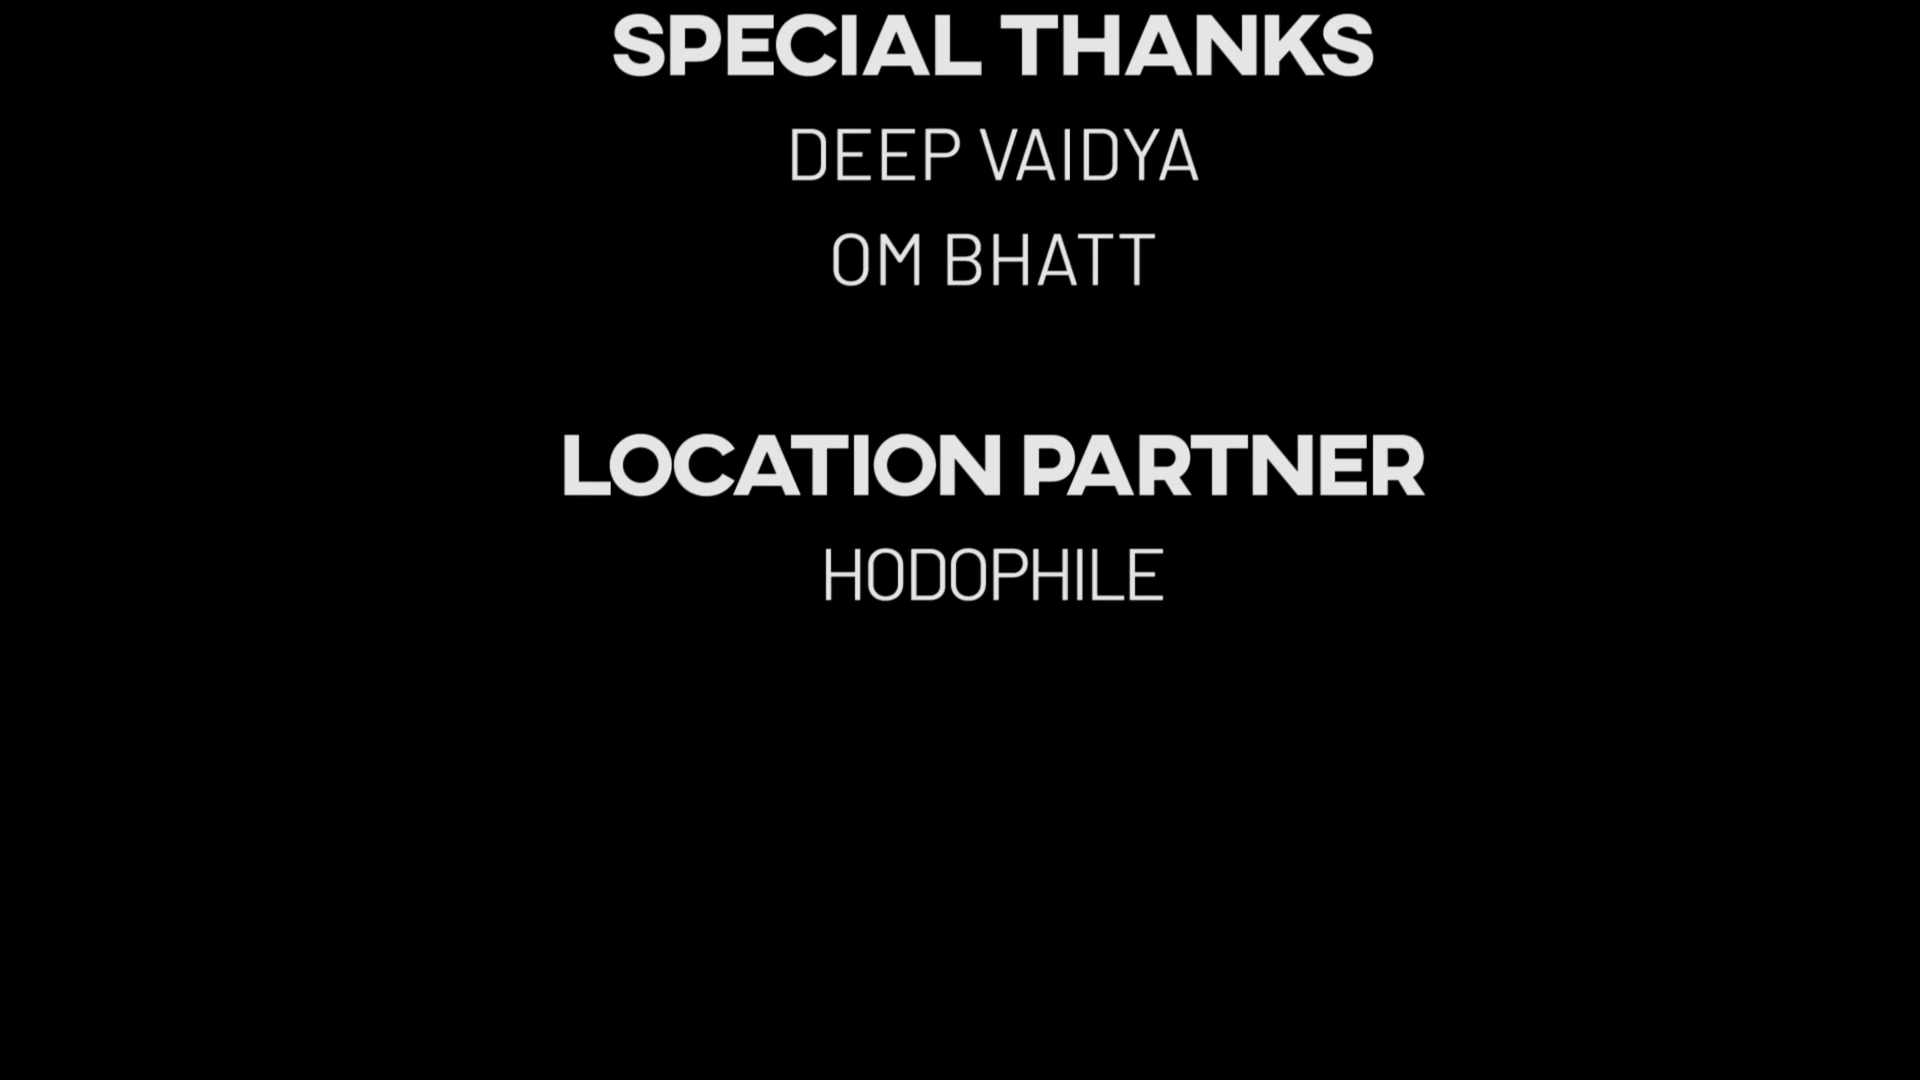 SPECIAL THANKS
DEEP VAIDYA
OM BHATT
LOCATION PARTNER
HODOPHILE